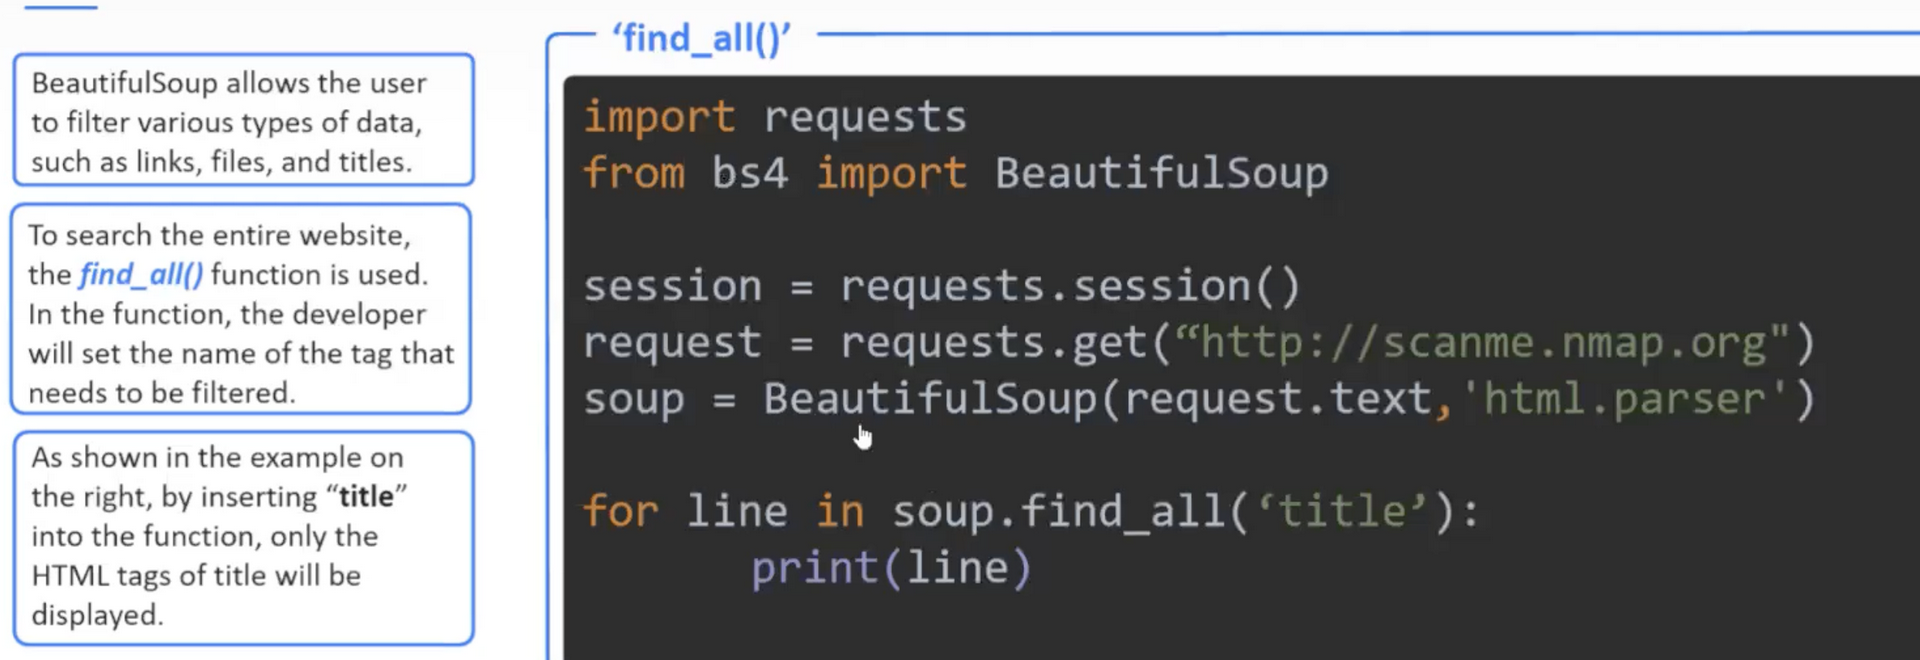 BeautifulSoup allows the user
to filter various types of data,
such as links, files, and titles.
To search the entire website,
the find_all() function is used.
In the function, the developer
will set the name of the tag that
needs to be filtered.
As shown in the example on
the right, by inserting “title”
into the function, only the
HTML tags of title will be
displayed.
‘find_all()’
import requests
from bs4 import BeautifulSoup
session = requests.session()
request = requests.get(“http://scanme.nmap.org")
soup = BeautifulSoup(request.text,'html.parser')
for line in soup.find_all(‘title’):
print(line)